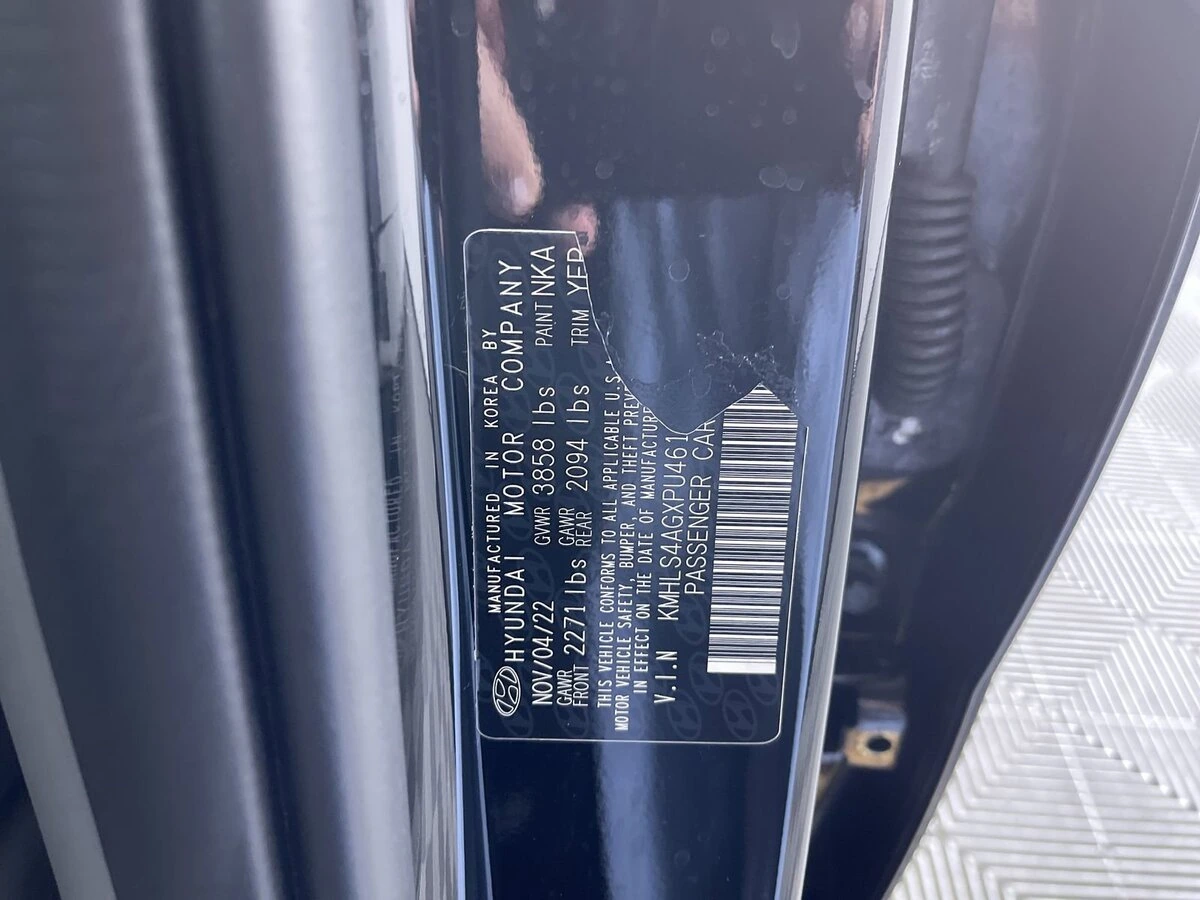 MANUFACTURED IN KOREA BY
HYUNDAI MOTOR COMPANY
NOV/04/22 GVWR 3858 lbs PAINT NKA
GAWR FRONT 2271 lbs GAWR REAR 2094 lbs TRIM
THIS VEHICLE CONFORMS TO ALL APPLICABLE U.S.
MOTOR VEHICLE SAFETY, BUMPER, AND THEFT PREV
IN EFFECT ON THE DATE OF MANUFACTURE
V.I.N KMHLS4AGXPU461
PASSENGER CAR